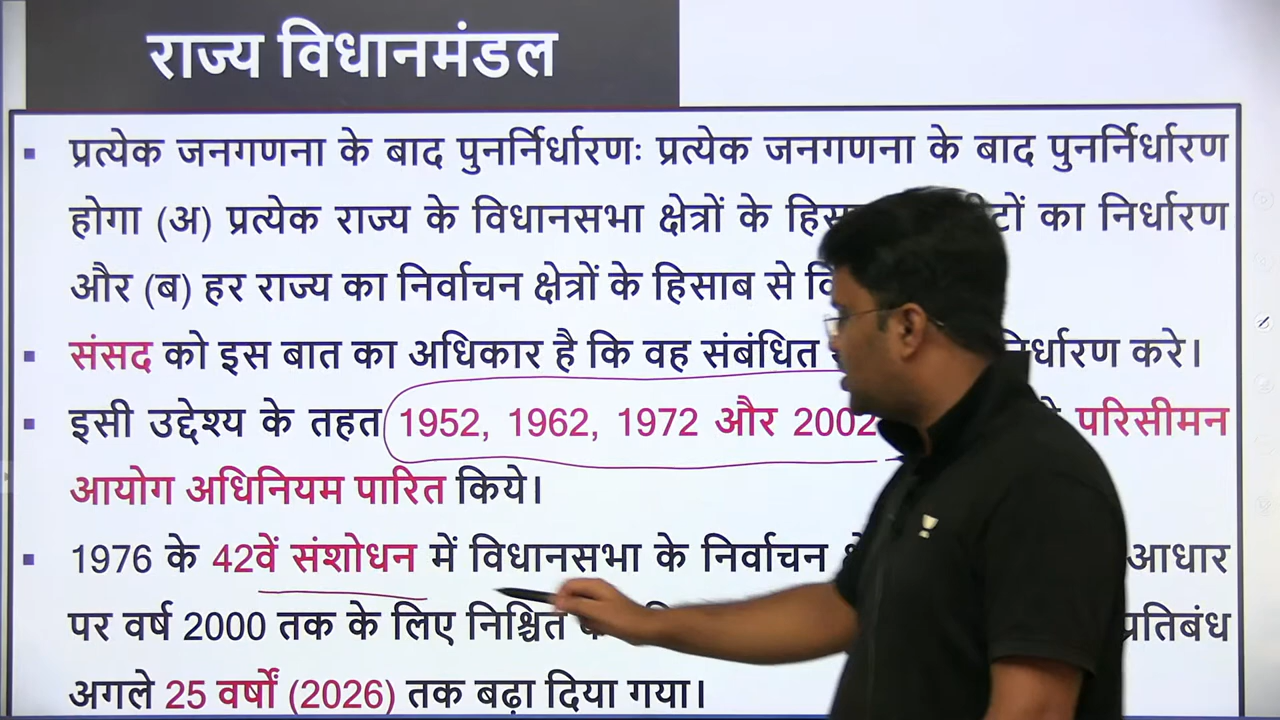 राज्य विधानमंडल
▪ प्रत्येक जनगणना के बाद पुनर्निर्धारणः प्रत्येक जनगणना के बाद पुनर्निर्धारण
होगा (अ) प्रत्येक राज्य के विधानसभा क्षेत्रों के का निर्धारण
और (ब) हर राज्य का निर्वाचन क्षेत्रों के हिसाब से
▪ संसद को इस बात का अधिकार है कि वह संबंधित करे।
▪ इसी उद्देश्य के तहत 1952, 1962, 1972 और 2002 परिसीमन
आयोग अधिनियम पारित किये।
▪ 1976 के 42वें संशोधन में विधानसभा के निर्वाचन आधार
पर वर्ष 2000 तक के लिए निश्चित प्रतिबंध
अगले 25 वर्षों (2026) तक बढ़ा दिया गया।